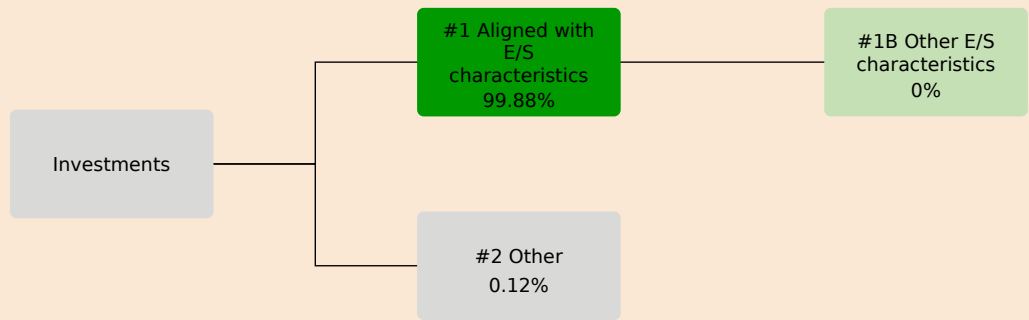 #1 Aligned with
E/S
characteristics
99.88%
#1B Other E/S
characteristics
0%
Investments
#2 Other
0.12%